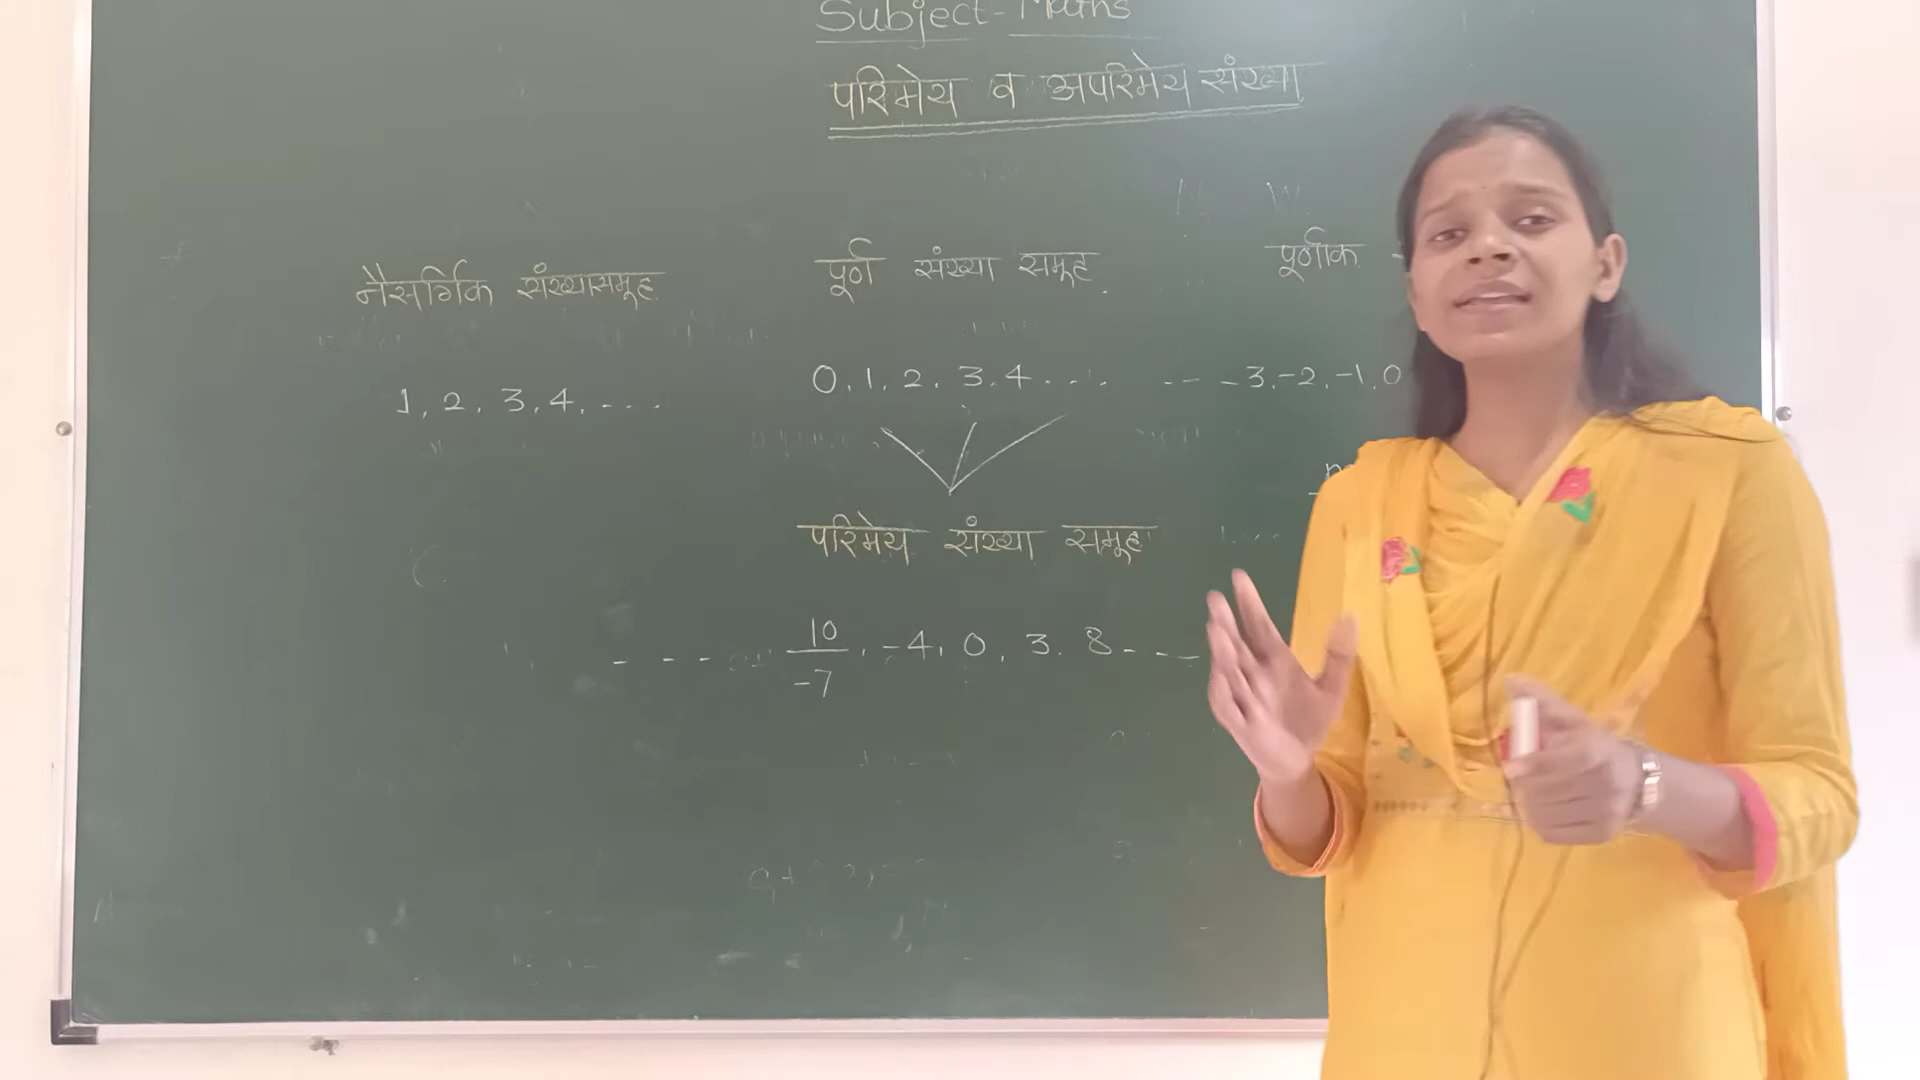 Subject - Maths
परिमेय व अपरिमेय संख्या
नैसर्गिक संख्यासमूह
पूर्ण संख्या समूह
पूर्णांक -
1, 2, 3, 4, ...
0, 1, 2, 3, 4 ....
--- -3, -2, -1, 0
परिमेय संख्या समूह
---- 10/-7, -4, 0, 3, 8 ---